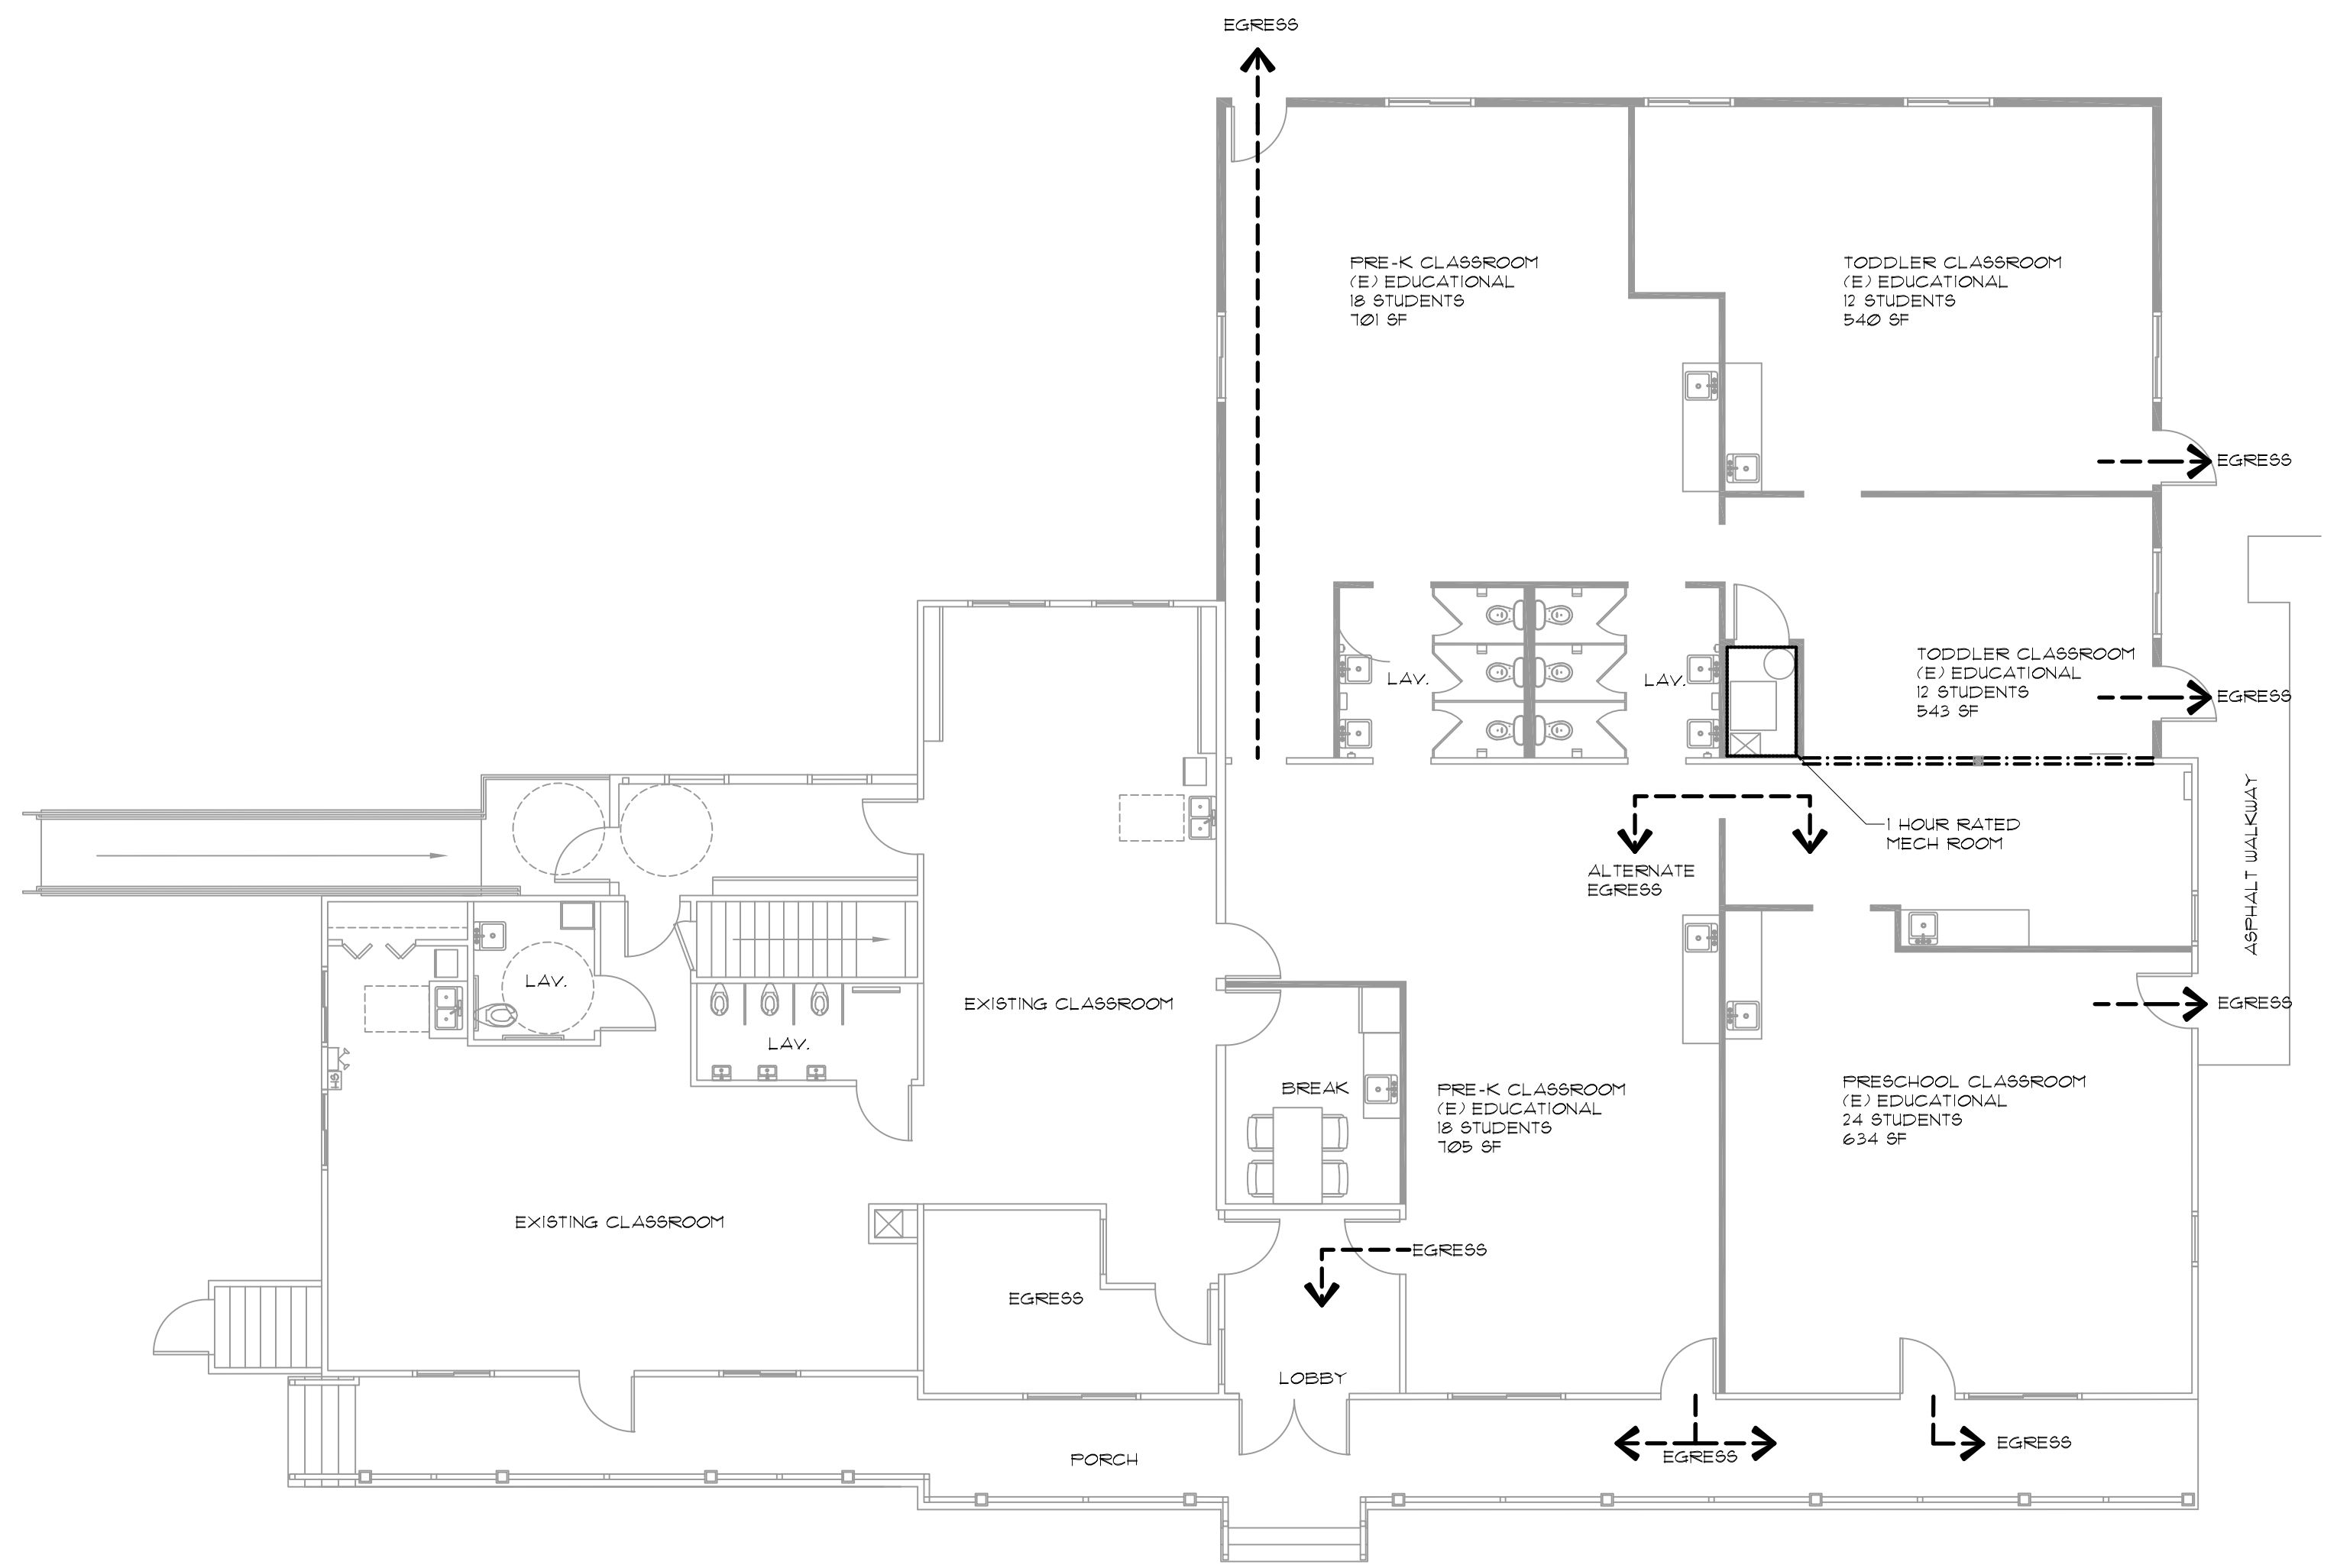 EGRESS
PRE-K CLASSROOM
(E) EDUCATIONAL
18 STUDENTS
701 SF
TODDLER CLASSROOM
(E) EDUCATIONAL
12 STUDENTS
540 SF
EGRESS
TODDLER CLASSROOM
(E) EDUCATIONAL
12 STUDENTS
543 SF
EGRESS
LAV.
LAV.
1 HOUR RATED
MECH ROOM
ALTERNATE
EGRESS
ASPHALT WALKWAY
LAV.
EXISTING CLASSROOM
EGRESS
LAV.
HS
BREAK
PRE-K CLASSROOM
(E) EDUCATIONAL
18 STUDENTS
705 SF
PRESCHOOL CLASSROOM
(E) EDUCATIONAL
24 STUDENTS
634 SF
EXISTING CLASSROOM
EGRESS
EGRESS
LOBBY
PORCH
EGRESS
EGRESS